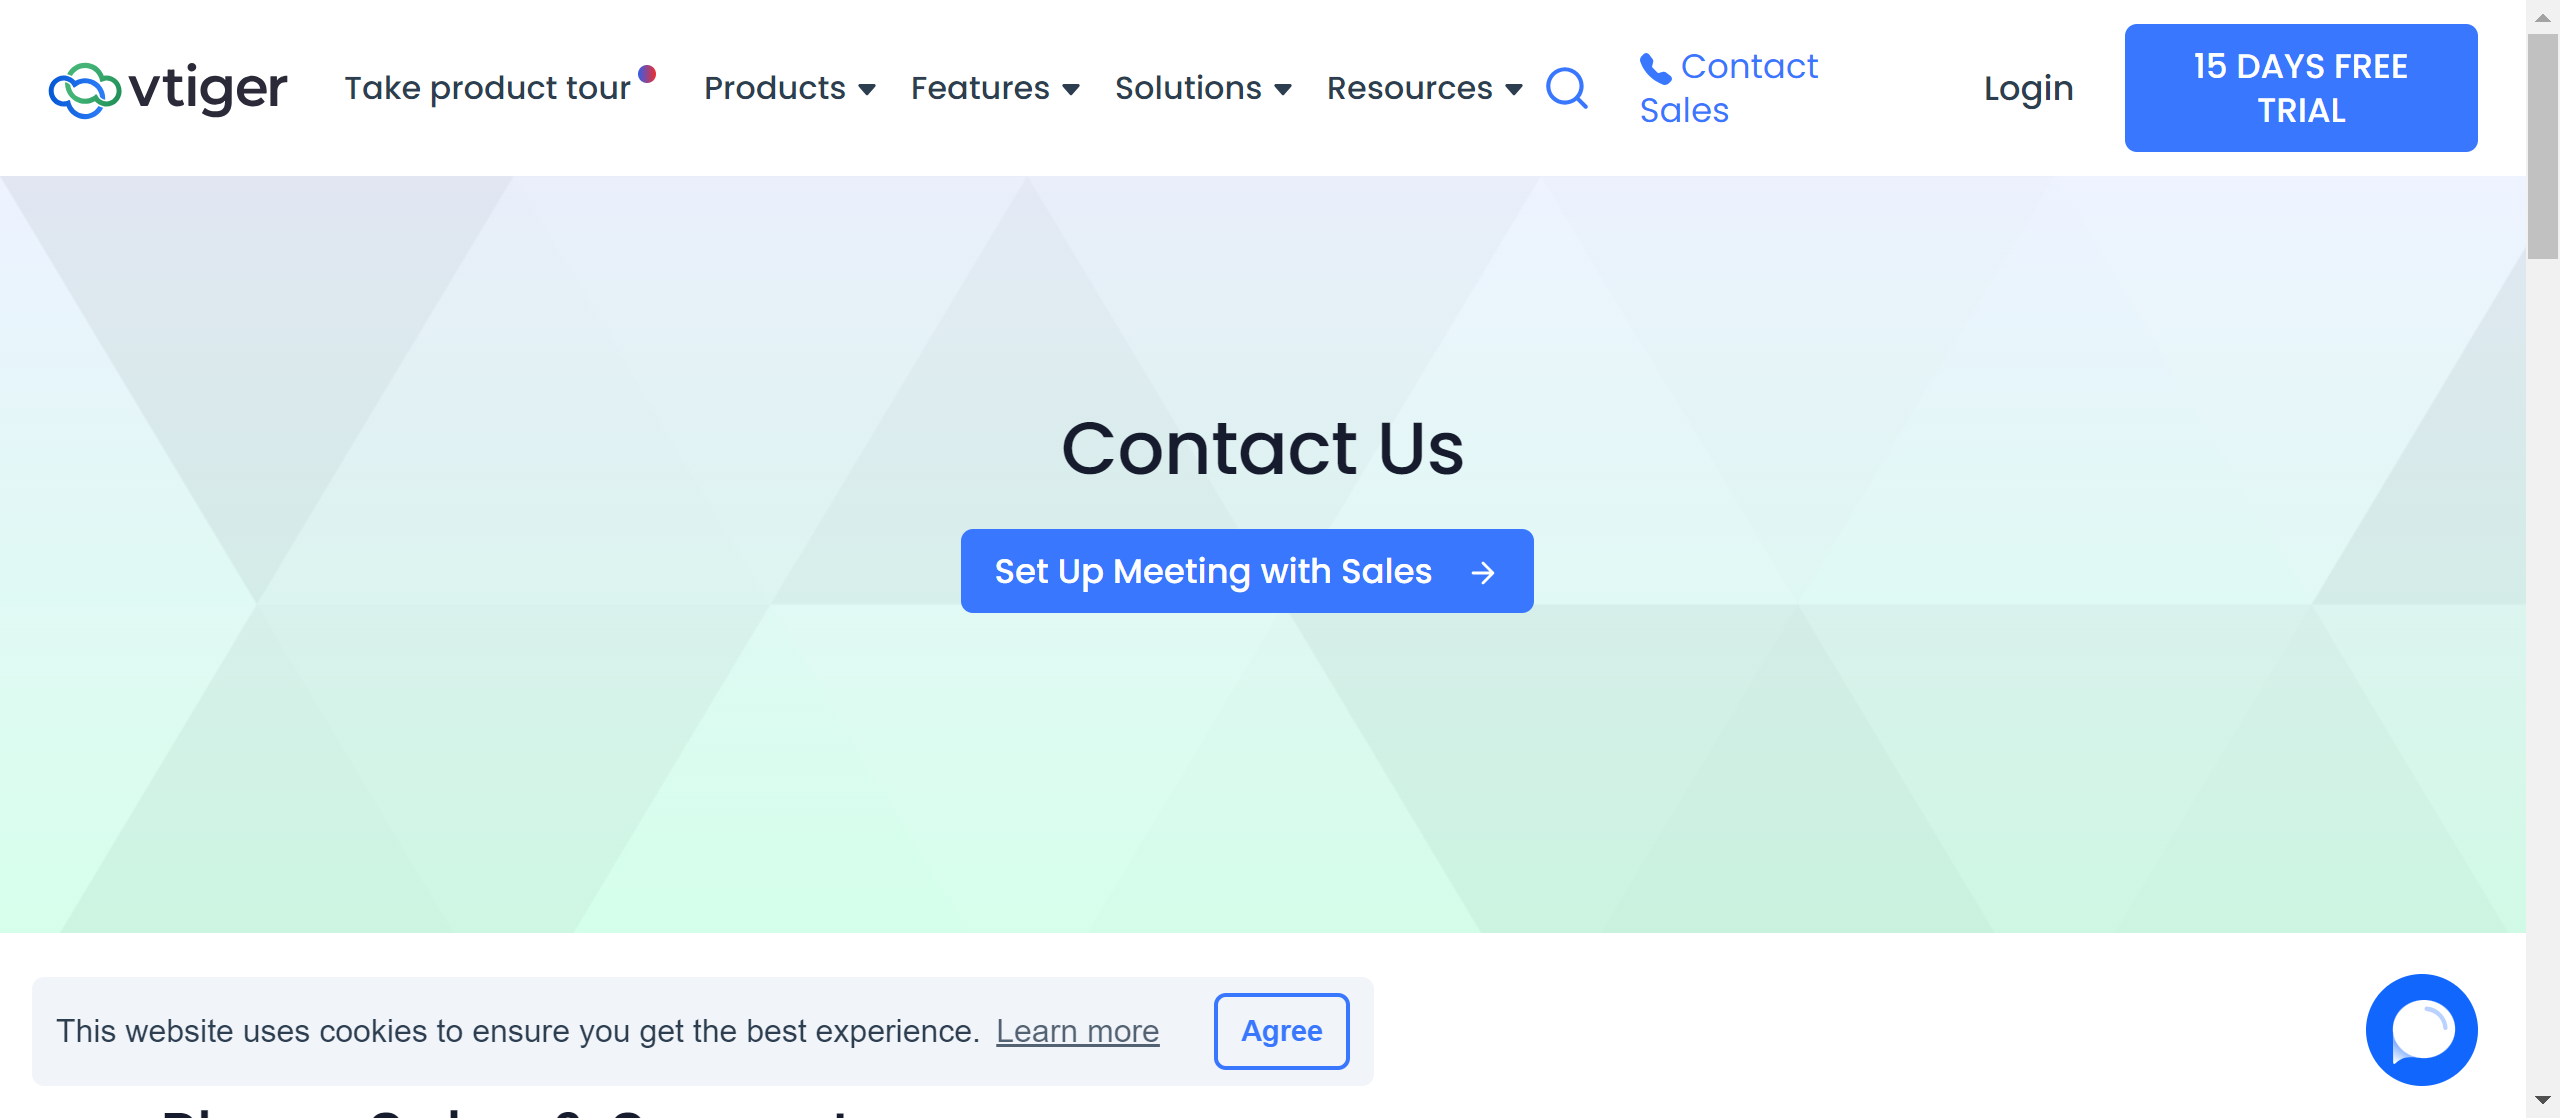 vtiger
Take product tour
Products
Features
Solutions
Resources
Contact
Sales
Login
15 DAYS FREE
TRIAL
Contact Us
Set Up Meeting with Sales
This website uses cookies to ensure you get the best experience. Learn more
Agree